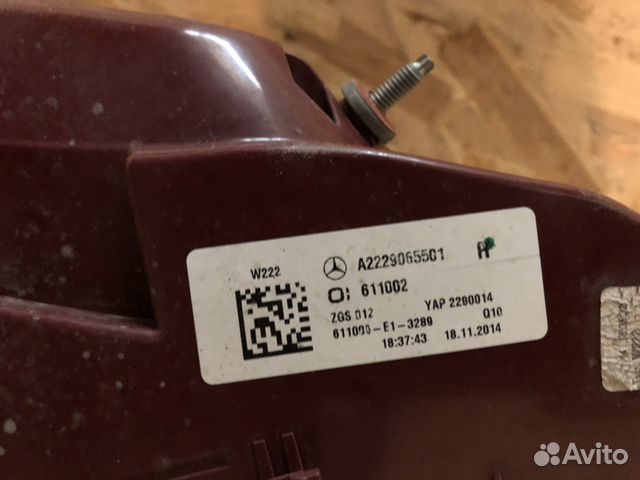 W222
A2229065501
611002
ZGS 012 YAP 2290014
611000-E1-3289 Q10
18:37:43 18.11.2014
Avito